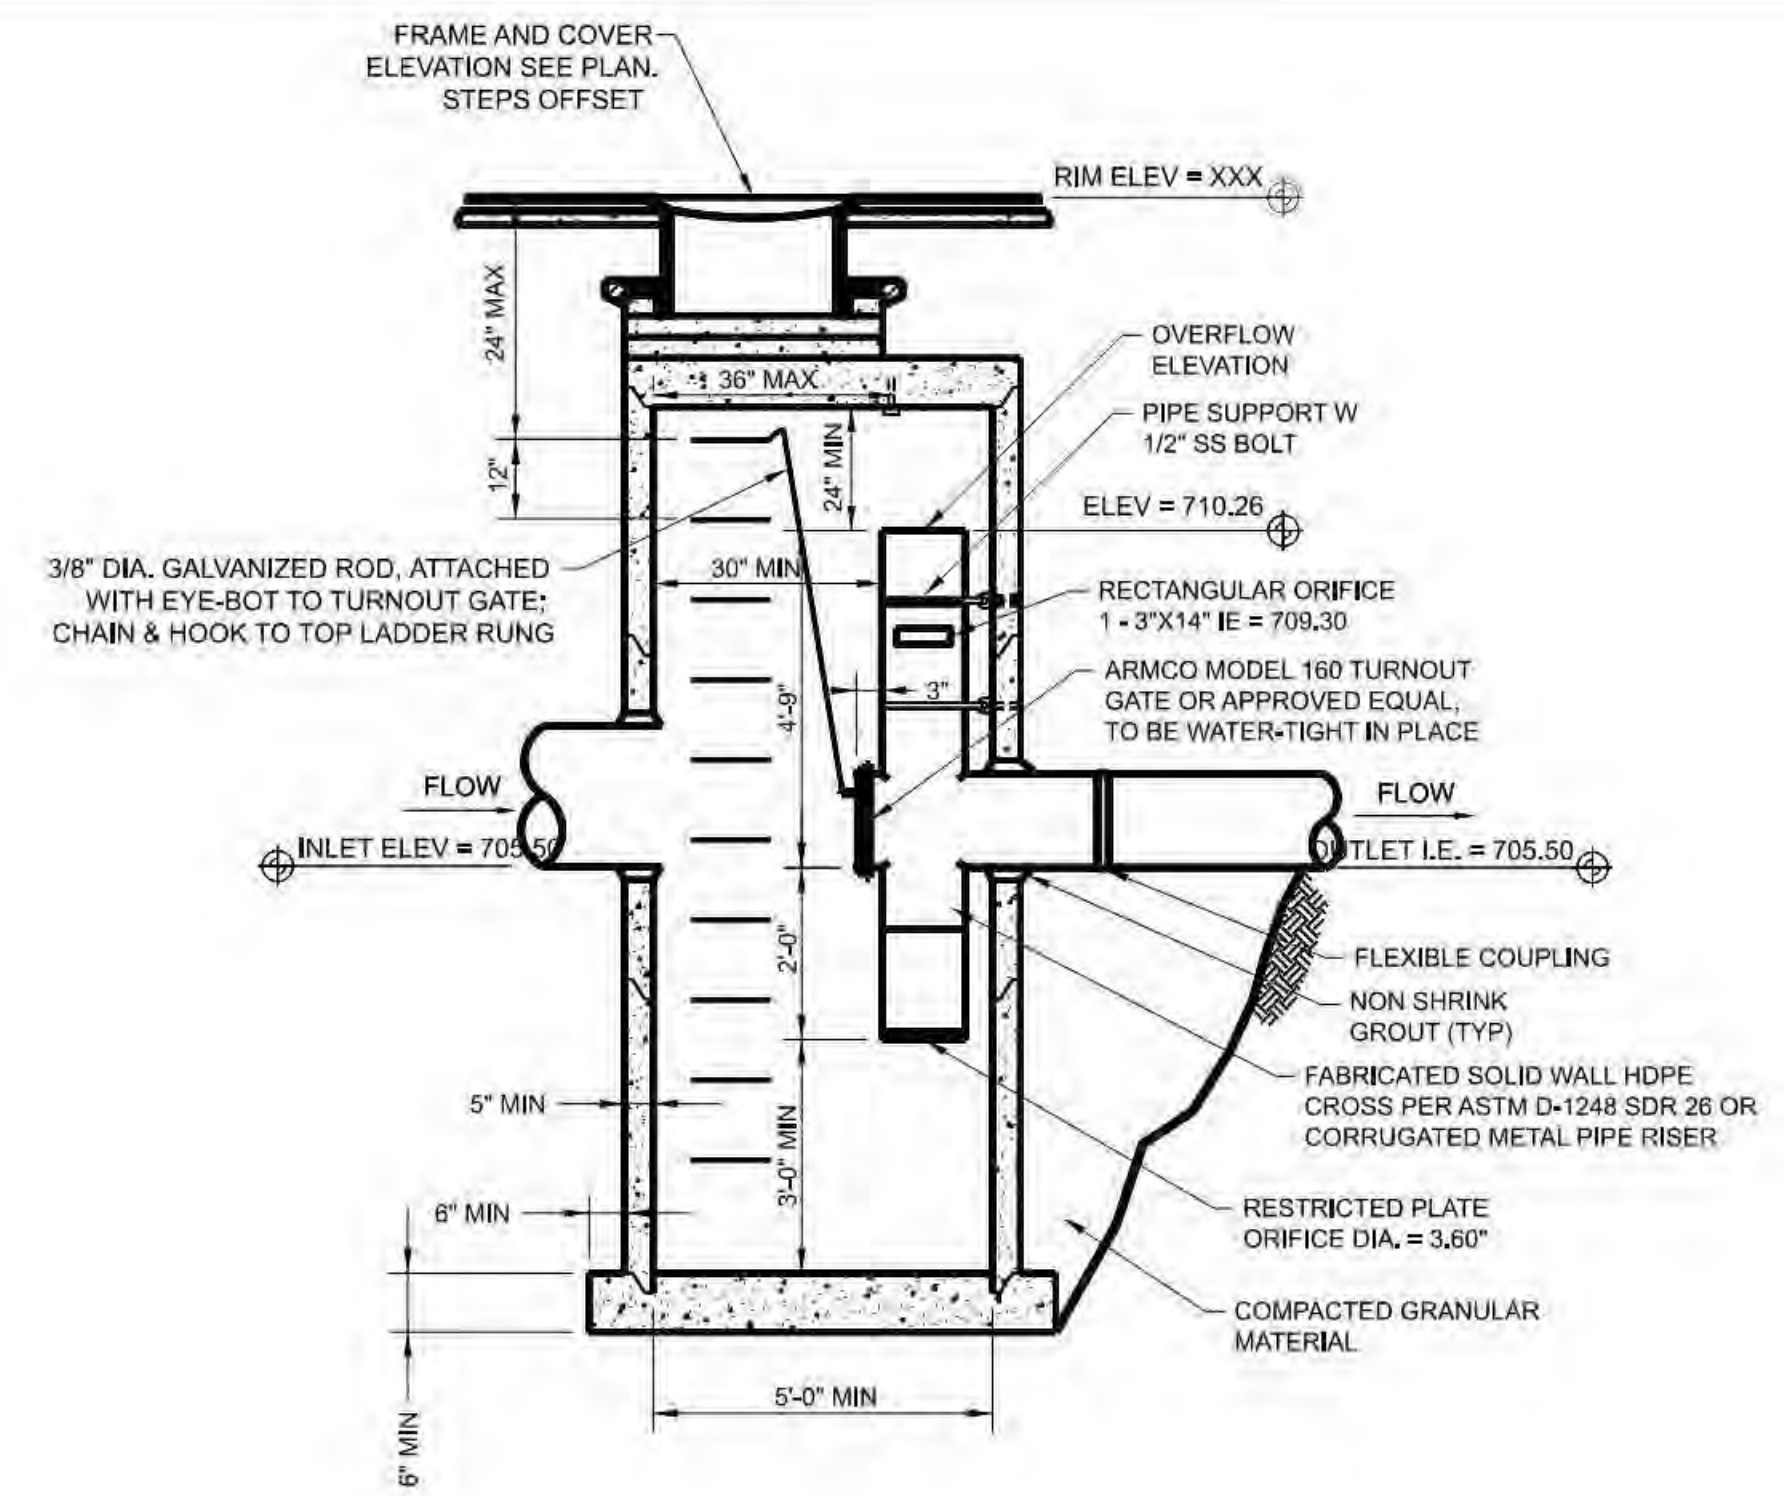 FRAME AND COVER
ELEVATION SEE PLAN.
STEPS OFFSET
RIM ELEV = XXX
24" MAX
36" MAX
12"
24" MIN
OVERFLOW
ELEVATION
PIPE SUPPORT W
1/2" SS BOLT
ELEV = 710.26
3/8" DIA. GALVANIZED ROD, ATTACHED
WITH EYE-BOT TO TURNOUT GATE;
CHAIN & HOOK TO TOP LADDER RUNG
30" MIN
RECTANGULAR ORIFICE
1 - 3"X14" IE = 709.30
3"
4'-9"
ARMCO MODEL 160 TURNOUT
GATE OR APPROVED EQUAL,
TO BE WATER-TIGHT IN PLACE
FLOW
FLOW
INLET ELEV = 705.50
OUTLET I.E. = 705.50
2'-0"
FLEXIBLE COUPLING
NON SHRINK
GROUT (TYP)
FABRICATED SOLID WALL HDPE
CROSS PER ASTM D-1248 SDR 26 OR
CORRUGATED METAL PIPE RISER
5" MIN
3'-0" MIN
6" MIN
RESTRICTED PLATE
ORIFICE DIA. = 3.60"
COMPACTED GRANULAR
MATERIAL
5'-0" MIN
6" MIN